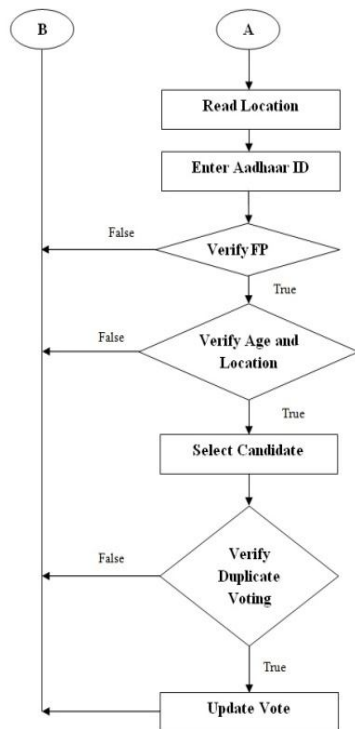 B
A
Read Location
Enter Aadhaar ID
False
Verify FP
True
False
Verify Age and
Location
True
Select Candidate
False
Verify
Duplicate
Voting
True
Update Vote